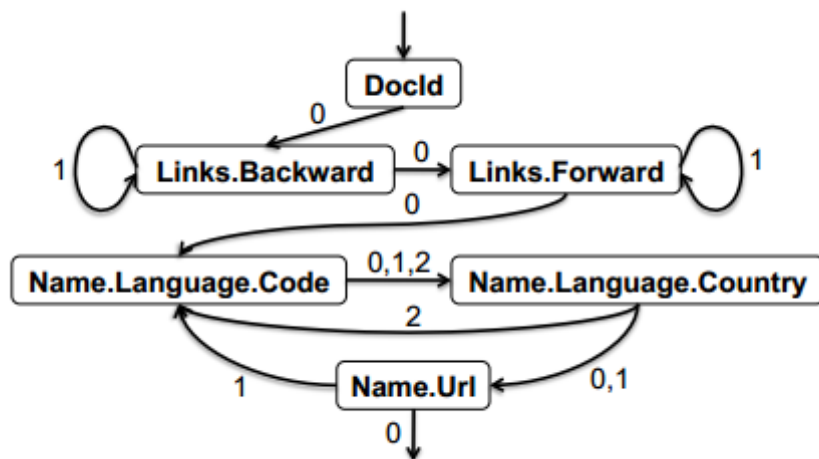 DocId
0
1 Links.Backward 0 Links.Forward 1
0
Name.Language.Code 0,1,2 Name.Language.Country
2
1 Name.Url 0,1
0